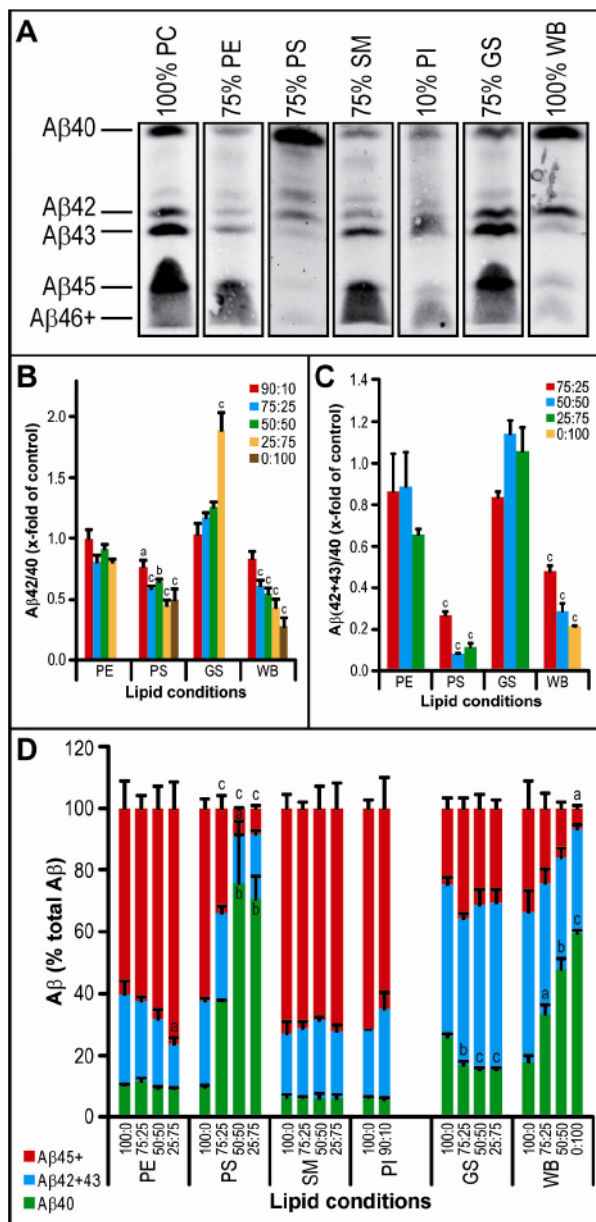 A
100% PC
75% PE
75% PS
75% SM
10% PI
75% GS
100% WB
Aβ40
Aβ42
Aβ43
Aβ45
Aβ46+
B
Aβ42/40 (x-fold of control)
2.0
1.5
1.0
0.5
0.0
90:10
75:25
50:50
25:75
0:100
a
c
b
c
c
c
c
c
c
c
PE
PS
GS
WB
Lipid conditions
C
Aβ(42+43)/40 (x-fold of control)
1.4
1.2
1.0
0.8
0.6
0.4
0.2
0.0
75:25
50:50
25:75
0:100
c
c
c
c
c
c
PE
PS
GS
WB
Lipid conditions
D
Aβ (% total Aβ)
120
100
80
60
40
20
0
a
c
c
c
a
b
b
b
c
c
a
b
a
c
100:0
75:25
50:50
25:75
100:0
75:25
50:50
25:75
100:0
75:25
50:50
25:75
100:0
90:10
100:0
75:25
50:50
25:75
100:0
75:25
50:50
0:100
PE
PS
SM
PI
GS
WB
Aβ45+
Aβ42+43
Aβ40
Lipid conditions